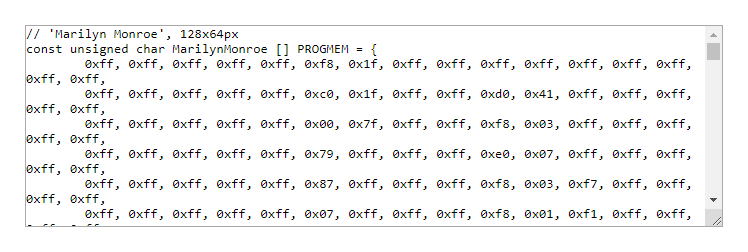 // 'Marilyn Monroe', 128x64px
const unsigned char MarilynMonroe [] PROGMEM = {
0xff, 0xff, 0xff, 0xff, 0xff, 0xf8, 0x1f, 0xff, 0xff, 0xff, 0xff, 0xff, 0xff, 0xff,
0xff, 0xff,
0xff, 0xff, 0xff, 0xff, 0xff, 0xc0, 0x1f, 0xff, 0xff, 0xd0, 0x41, 0xff, 0xff, 0xff,
0xff, 0xff,
0xff, 0xff, 0xff, 0xff, 0xff, 0x00, 0x7f, 0xff, 0xff, 0xf8, 0x03, 0xff, 0xff, 0xff,
0xff, 0xff,
0xff, 0xff, 0xff, 0xff, 0xff, 0x79, 0xff, 0xff, 0xff, 0xe0, 0x07, 0xff, 0xff, 0xff,
0xff, 0xff,
0xff, 0xff, 0xff, 0xff, 0xff, 0x87, 0xff, 0xff, 0xff, 0xf8, 0x03, 0xf7, 0xff, 0xff,
0xff, 0xff,
0xff, 0xff, 0xff, 0xff, 0xff, 0x07, 0xff, 0xff, 0xff, 0xf8, 0x01, 0xf1, 0xff, 0xff,